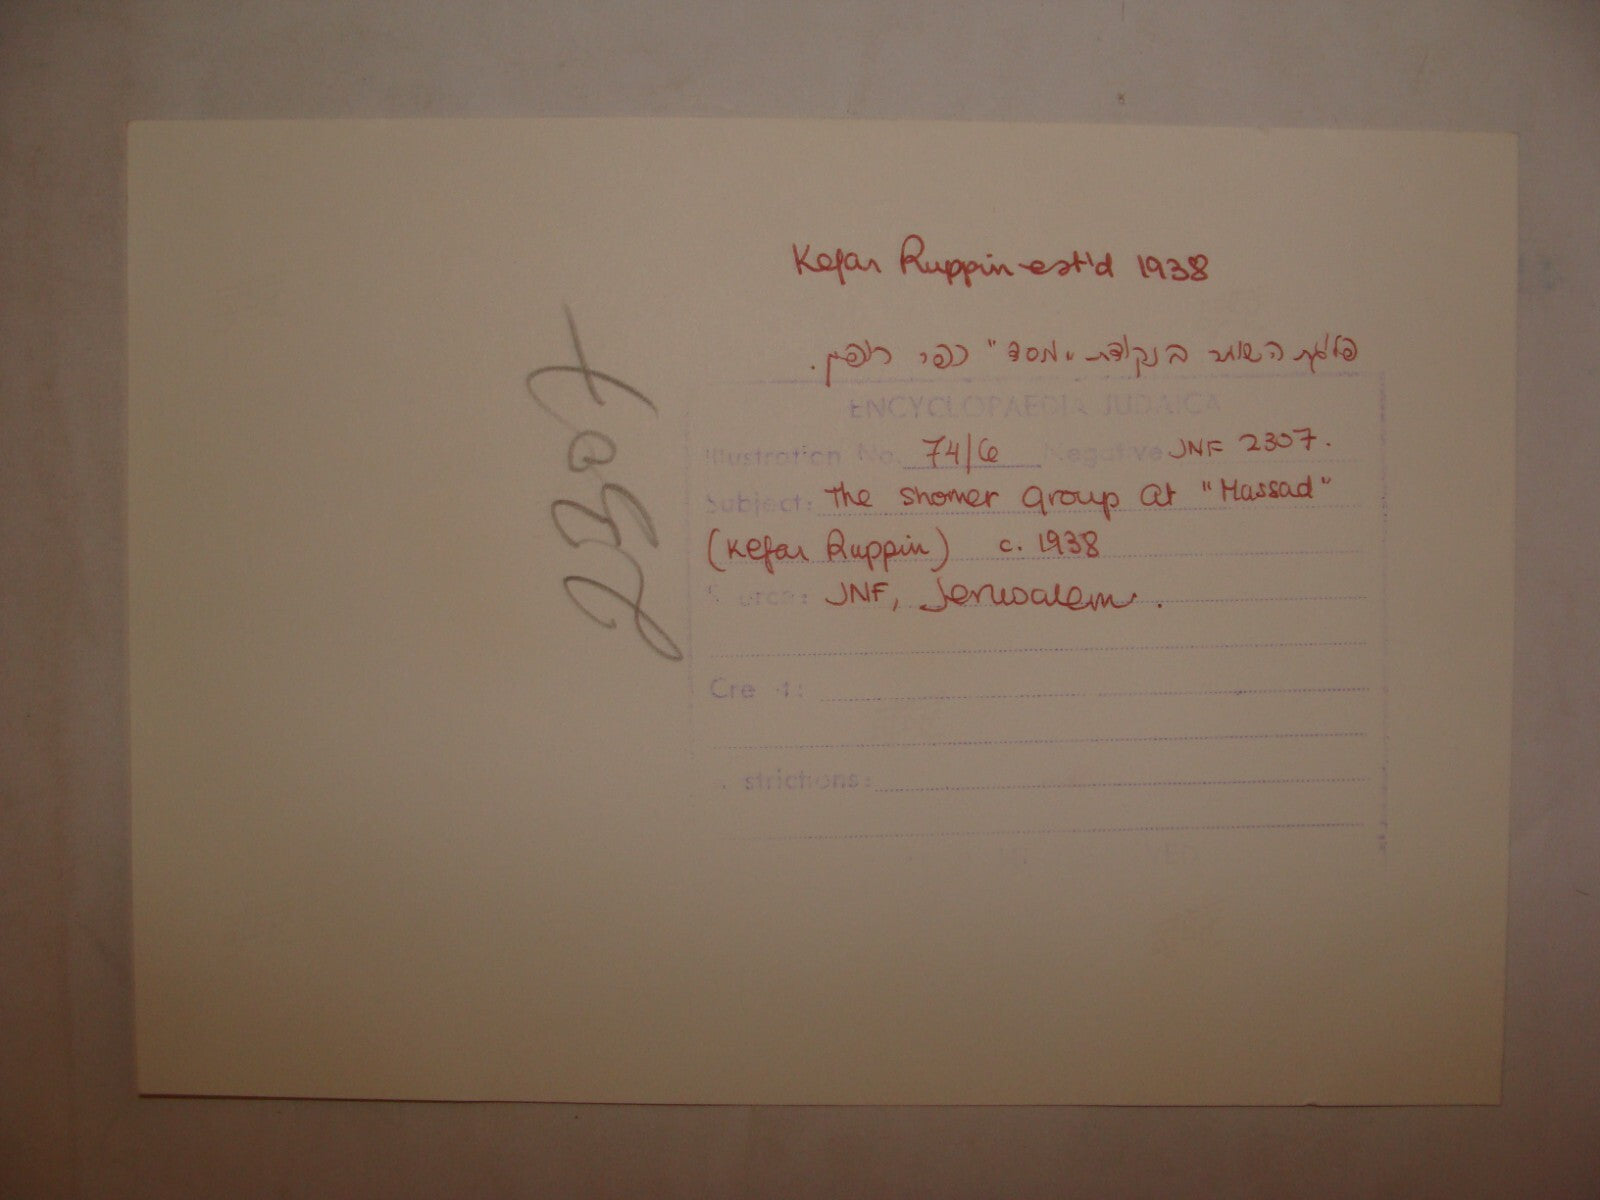 Kefar Ruppin est'd 1938
פלוגת השומר בנקודת "מסד" כפר רופין.
ENCYCLOPAEDIA JUDAICA
Illustration No. 74/6 Negative JNF 2307.
Subject: The Shomer group at "Massad"
(Kefar Ruppin) c. 1938
JNF, Jerusalem.
2307